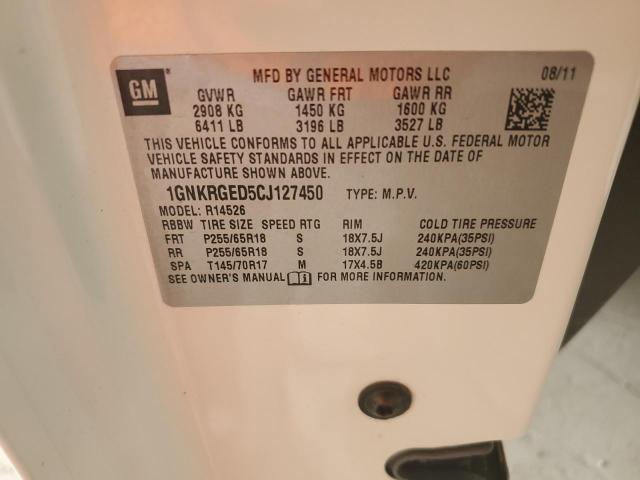 GM
MFD BY GENERAL MOTORS LLC 08/11
GVWR GAWR FRT GAWR RR
2908 KG 1450 KG 1600 KG
6411 LB 3196 LB 3527 LB
THIS VEHICLE CONFORMS TO ALL APPLICABLE U.S. FEDERAL MOTOR
VEHICLE SAFETY STANDARDS IN EFFECT ON THE DATE OF
MANUFACTURE SHOWN ABOVE.
1GNKRGED5CJ127450 TYPE: M.P.V.
MODEL: R14526
RBBW TIRE SIZE SPEED RTG RIM COLD TIRE PRESSURE
FRT P255/65R18 S 18X7.5J 240KPA(35PSI)
RR P255/65R18 S 18X7.5J 240KPA(35PSI)
SPA T145/70R17 M 17X4.5B 420KPA(60PSI)
SEE OWNER'S MANUAL FOR MORE INFORMATION.